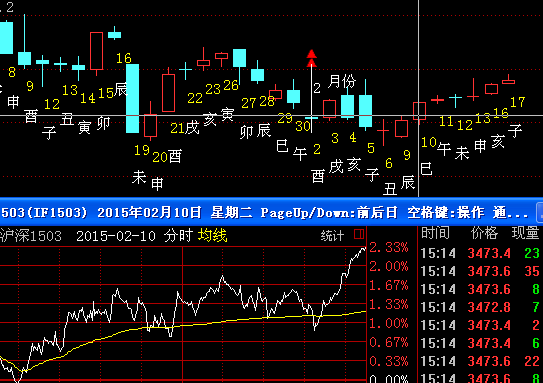 .2
8 申
9 酉
12 子
13 丑
14 寅
15 卯
16 辰
19 未
20 申
21 酉
22 戌
23 亥
26 寅
27 卯
28 辰
29 巳
30 午
2 月份
2 酉
3 戌
4 亥
5 子
6 丑
9 辰
10 巳
11 午
12 未
13 申
16 亥
17 子
503(IF1503) 2015年02月10日 星期二 PageUp/Down:前后日 空格键:操作 通...
沪深1503 2015-02-10 分时 均线 统计
2.33%
2.00%
1.67%
1.33%
1.00%
0.67%
0.33%
0.00%
时间 价格 现量
15:14 3473.4 23
15:14 3473.6 35
15:14 3473.6 8
15:14 3472.8 7
15:14 3473.4 2
15:14 3473.4 6
15:14 3473.6 22
15:14 3473.6 8